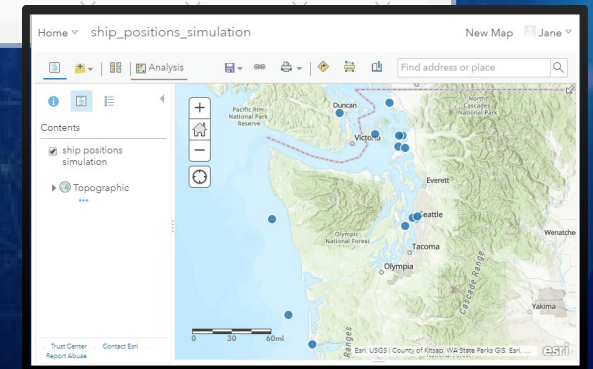 Home ship_positions_simulation New Map Jane
Analysis Find address or place
Contents
ship positions
simulation
Topographic
Trust Center Contact Esri
Report Abuse
Pacific Rim
National Park
Reserve
Duncan
North
Cascades
National Park
Victoria
Everett
Seattle
Olympic
National Forest
Tacoma
Wenatche
Olympia
Cascade Range
Yakima
Ranges
0 30 60mi
Esri, USGS | County of Kitsap, WA State Parks GIS, Esri, ...
esri